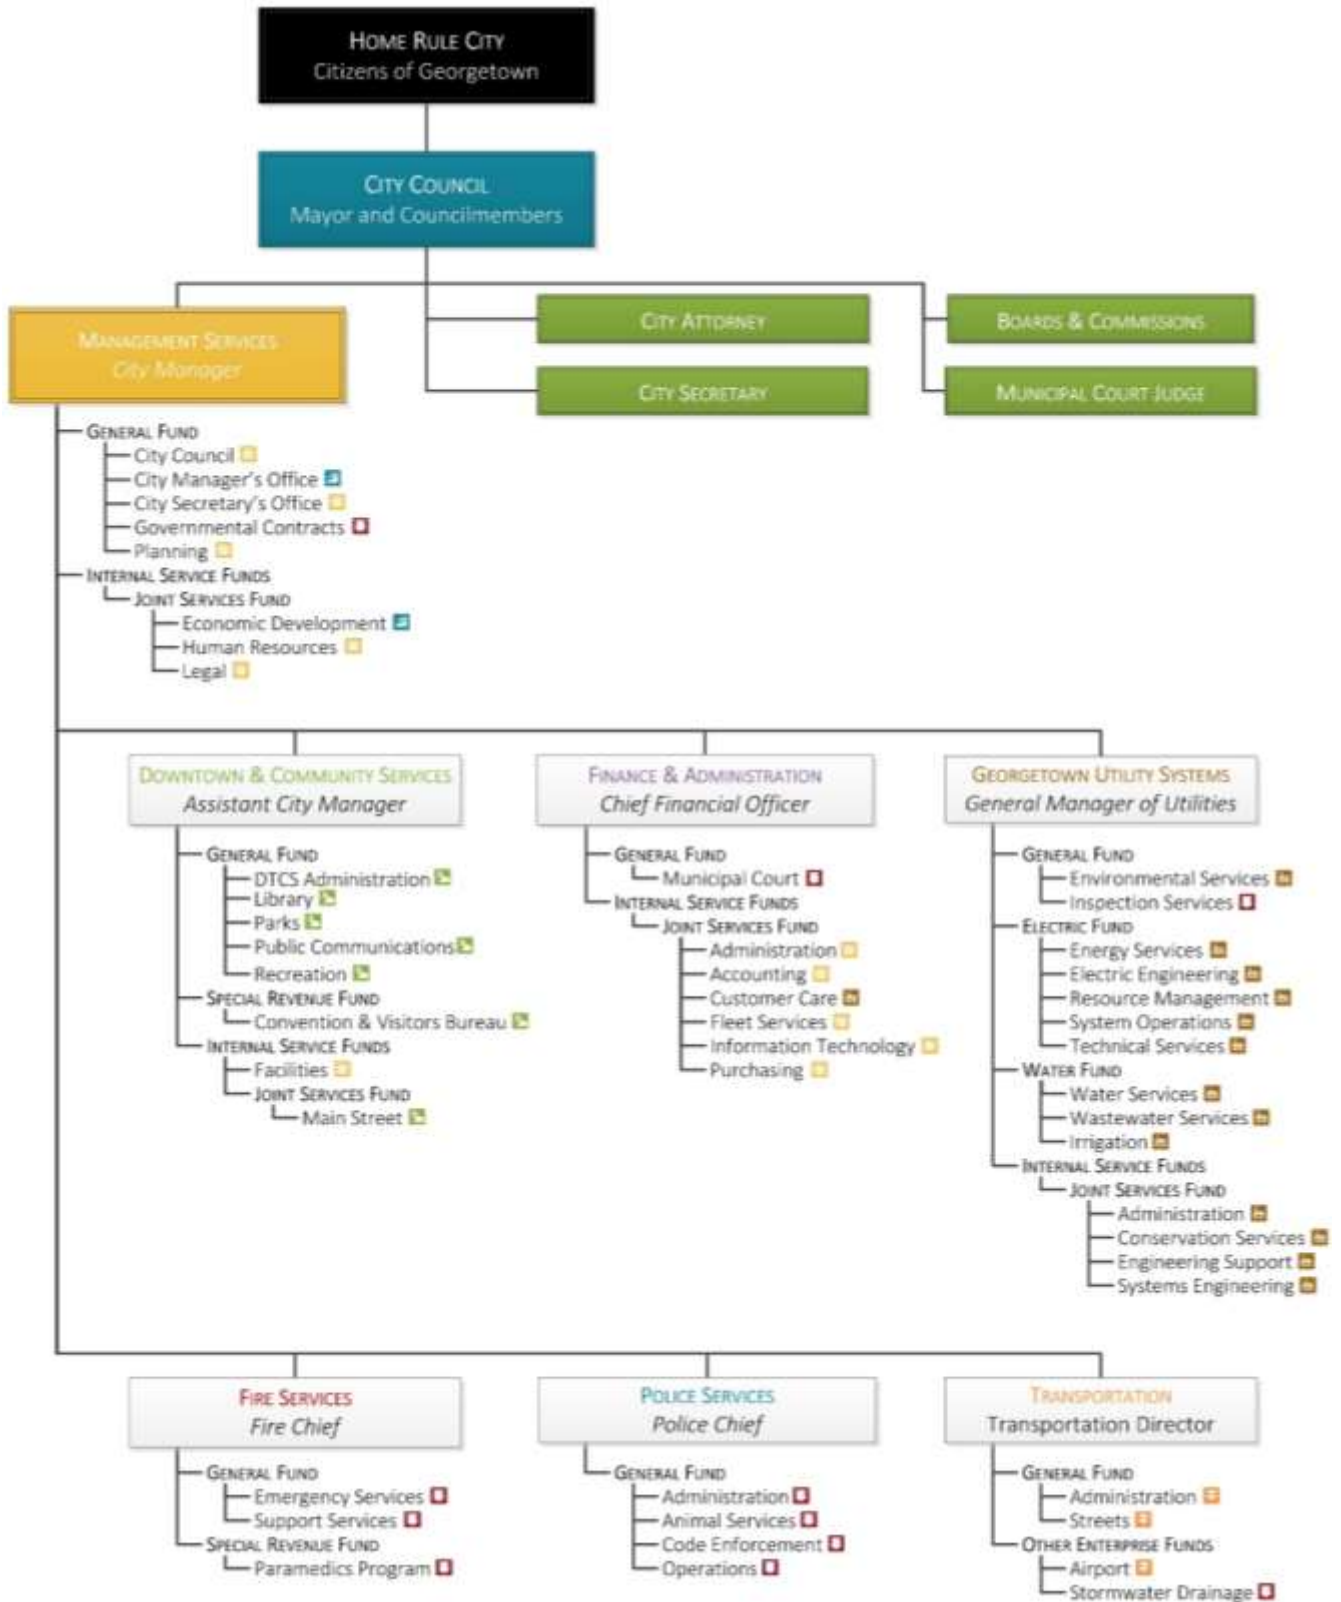 HOME RULE CITY
Citizens of Georgetown
CITY COUNCIL
Mayor and Councilmembers
MANAGEMENT SERVICES
City Manager
CITY ATTORNEY
BOARDS & COMMISSIONS
CITY SECRETARY
MUNICIPAL COURT JUDGE
GENERAL FUND
City Council
City Manager's Office
City Secretary's Office
Governmental Contracts
Planning
INTERNAL SERVICE FUNDS
JOINT SERVICES FUND
Economic Development
Human Resources
Legal
DOWNTOWN & COMMUNITY SERVICES
Assistant City Manager
GENERAL FUND
DTCS Administration
Library
Parks
Public Communications
Recreation
SPECIAL REVENUE FUND
Convention & Visitors Bureau
INTERNAL SERVICE FUNDS
Facilities
JOINT SERVICES FUND
Main Street
FINANCE & ADMINISTRATION
Chief Financial Officer
GENERAL FUND
Municipal Court
INTERNAL SERVICE FUNDS
JOINT SERVICES FUND
Administration
Accounting
Customer Care
Fleet Services
Information Technology
Purchasing
GEORGETOWN UTILITY SYSTEMS
General Manager of Utilities
GENERAL FUND
Environmental Services
Inspection Services
ELECTRIC FUND
Energy Services
Electric Engineering
Resource Management
System Operations
Technical Services
WATER FUND
Water Services
Wastewater Services
Irrigation
INTERNAL SERVICE FUNDS
JOINT SERVICES FUND
Administration
Conservation Services
Engineering Support
Systems Engineering
FIRE SERVICES
Fire Chief
GENERAL FUND
Emergency Services
Support Services
SPECIAL REVENUE FUND
Paramedics Program
POLICE SERVICES
Police Chief
GENERAL FUND
Administration
Animal Services
Code Enforcement
Operations
TRANSPORTATION
Transportation Director
GENERAL FUND
Administration
Streets
OTHER ENTERPRISE FUNDS
Airport
Stormwater Drainage